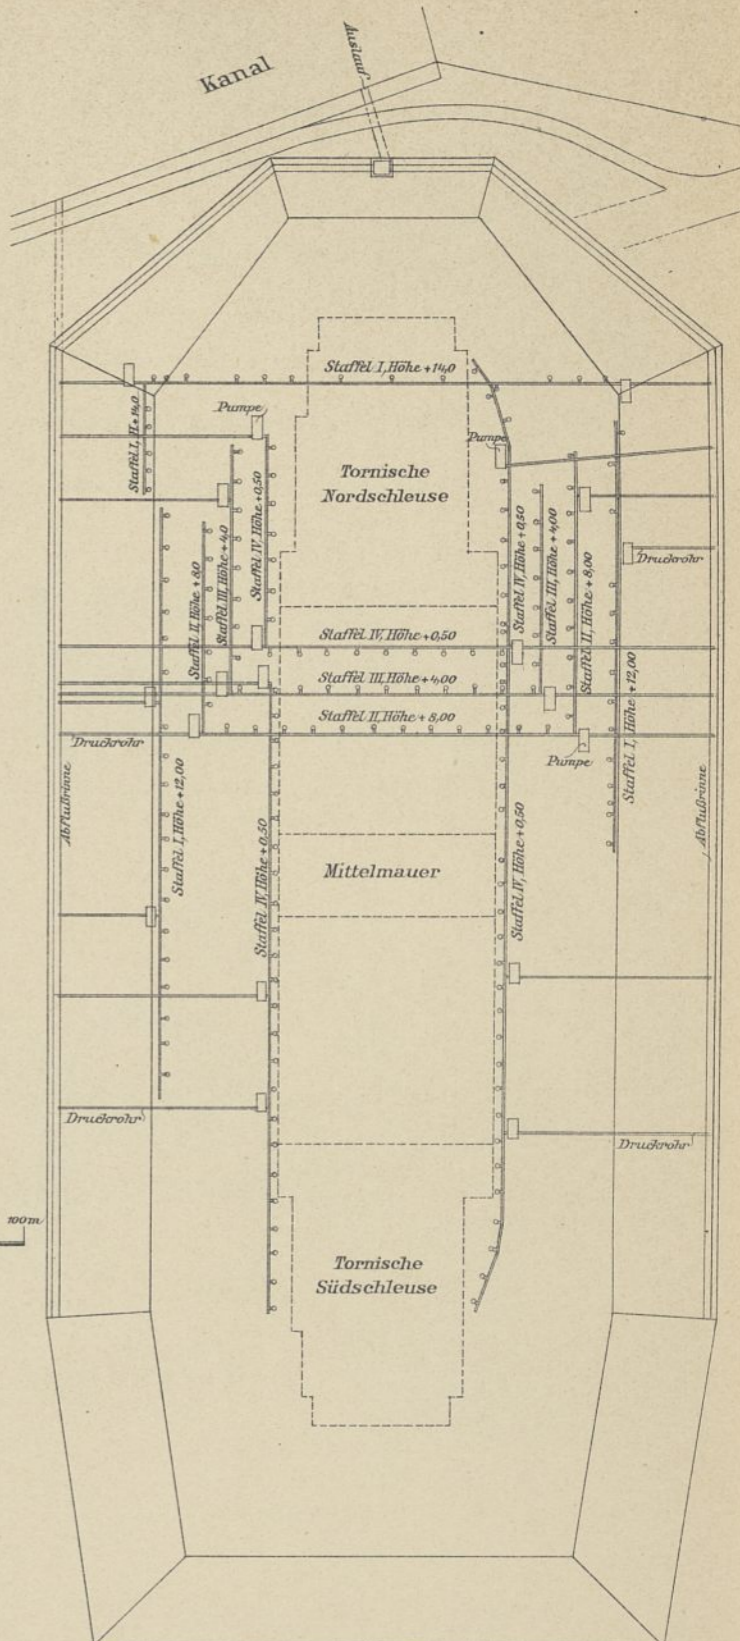 Kanal
Auslauf
Staffel I, Höhe + 14,0
Staffel I, H + 14,0
Pumpe
Pumpe
Tornische
Nordschleuse
Staffel IV, Höhe + 0,50
Staffel III, Höhe + 4,0
Staffel II, Höhe + 8,0
Staffel IV, Höhe + 0,50
Staffel III, Höhe + 4,00
Staffel II, Höhe + 8,00
Druckrohr
Staffel IV, Höhe + 0,50
Staffel III, Höhe + 4,00
Staffel II, Höhe + 8,00
Staffel I, Höhe + 12,00
Druckrohr
Pumpe
Abflußrinne
Staffel I, Höhe + 12,00
Staffel IV, Höhe + 0,50
Mittelmauer
Staffel IV, Höhe + 0,50
Abflußrinne
Druckrohr
Druckrohr
100 m
Tornische
Südschleuse